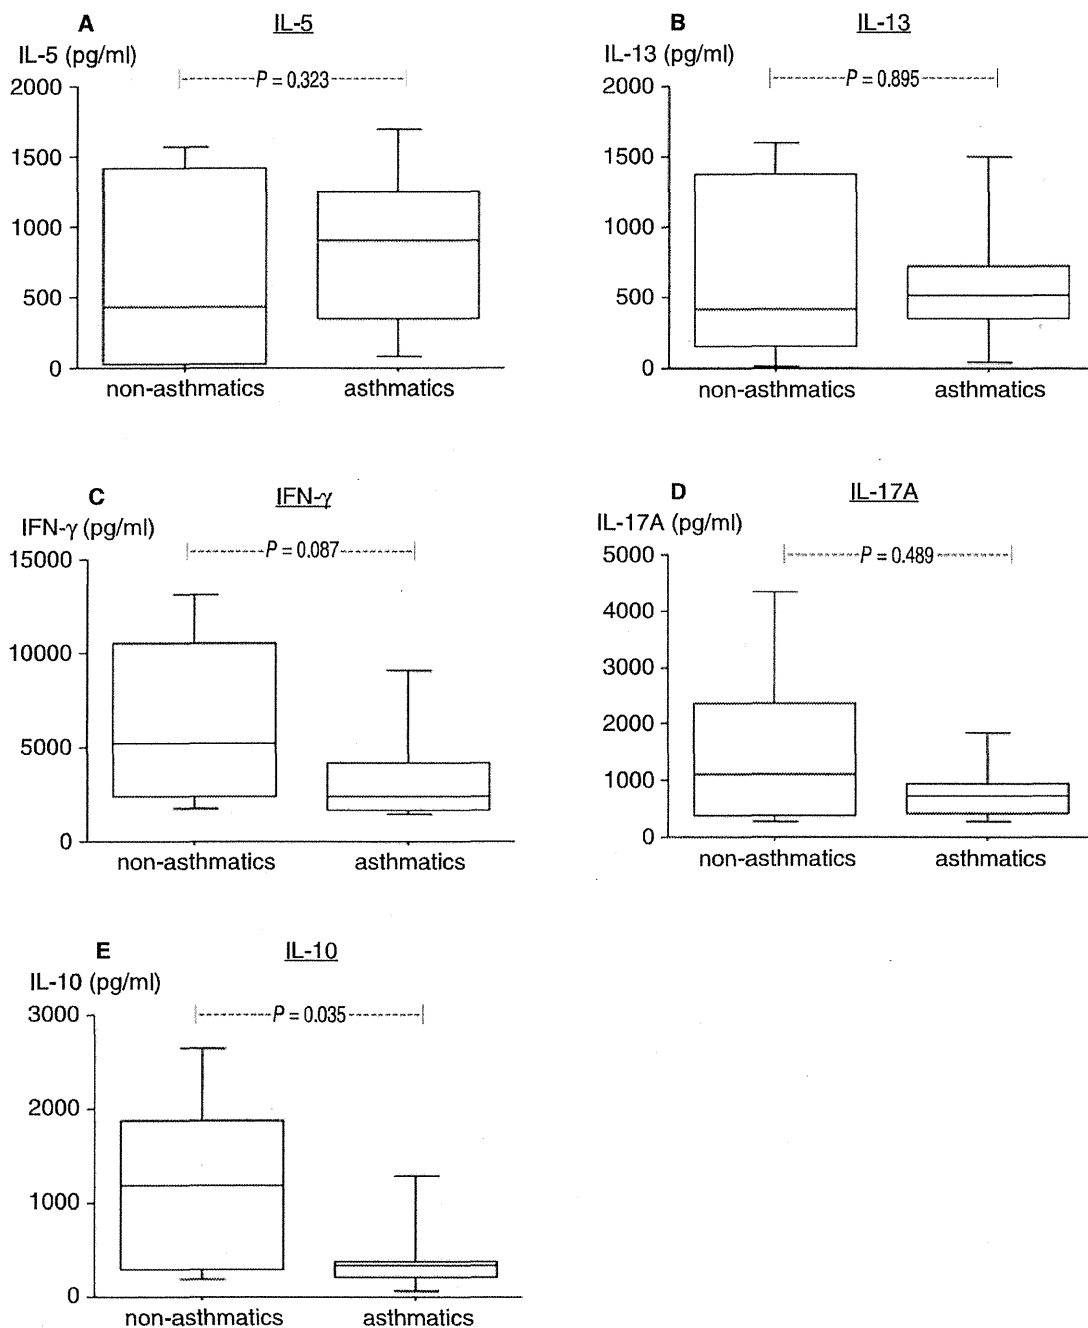 A IL-5
IL-5 (pg/ml)
P = 0.323
2000
1500
1000
500
0
non-asthmatics asthmatics
B IL-13
IL-13 (pg/ml)
P = 0.895
2000
1500
1000
500
0
non-asthmatics asthmatics
C IFN-γ
IFN-γ (pg/ml)
P = 0.087
15000
10000
5000
0
non-asthmatics asthmatics
D IL-17A
IL-17A (pg/ml)
P = 0.489
5000
4000
3000
2000
1000
0
non-asthmatics asthmatics
E IL-10
IL-10 (pg/ml)
P = 0.035
3000
2000
1000
0
non-asthmatics asthmatics